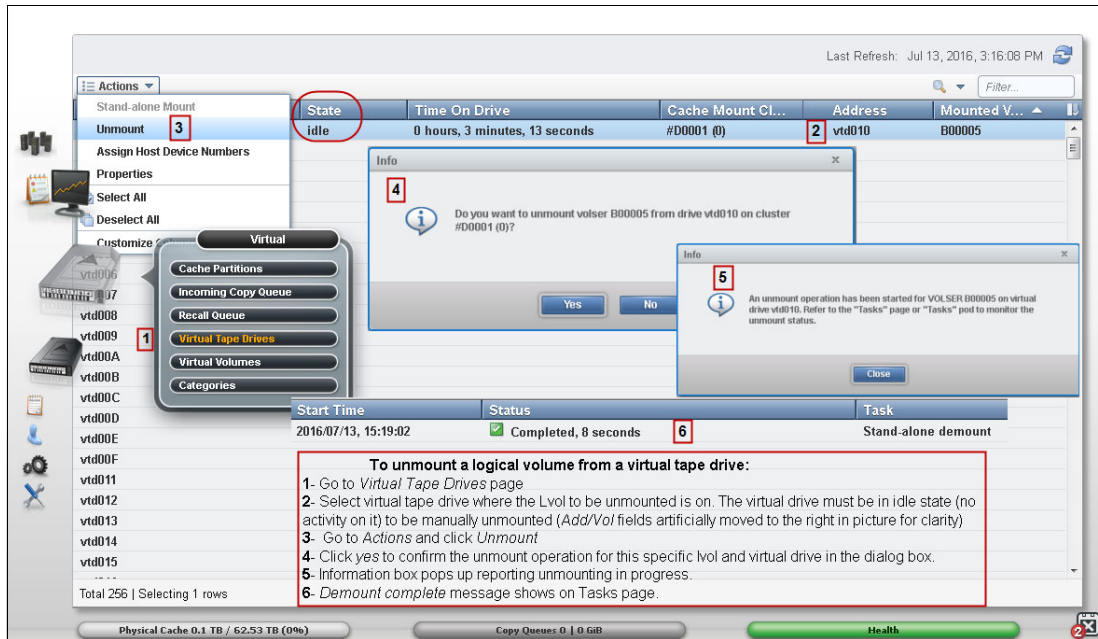 Last Refresh: Jul 13, 2016, 3:16:08 PM
Actions
Filter...
State
Time On Drive
Cache Mount Cl...
Address
Mounted V...
idle
0 hours, 3 minutes, 13 seconds
#D0001 (0)
2
vtd010
B00005
Stand-alone Mount
Unmount
3
Assign Host Device Numbers
Properties
Select All
Deselect All
Customize
Info
x
4
Do you want to unmount volser B00005 from drive vtd010 on cluster
#D0001 (0)?
Yes
No
Info
x
5
An unmount operation has been started for VOLSER B00005 on virtual
drive vtd010. Refer to the "Tasks" page or "Tasks" pod to monitor the
unmount status.
Close
Virtual
Cache Partitions
Incoming Copy Queue
Recall Queue
1
Virtual Tape Drives
Virtual Volumes
Categories
vtd006
07
vtd008
vtd009
vtd00A
vtd00B
vtd00C
vtd00D
vtd00E
vtd00F
vtd011
vtd012
vtd013
vtd014
vtd015
Start Time
Status
Task
2016/07/13, 15:19:02
Completed, 8 seconds
6
Stand-alone demount
To unmount a logical volume from a virtual tape drive:
1- Go to Virtual Tape Drives page
2- Select virtual tape drive where the Lvol to be unmounted is on. The virtual drive must be in idle state (no
activity on it) to be manually unmounted (Add/Vol fields artificially moved to the right in picture for clarity)
3- Go to Actions and click Unmount
4- Click yes to confirm the unmount operation for this specific lvol and virtual drive in the dialog box.
5- Information box pops up reporting unmounting in progress.
6- Demount complete message shows on Tasks page.
Total 256 | Selecting 1 rows
Physical Cache 0.1 TB / 62.53 TB (0%)
Copy Queues 0 | 0 GiB
Health
2